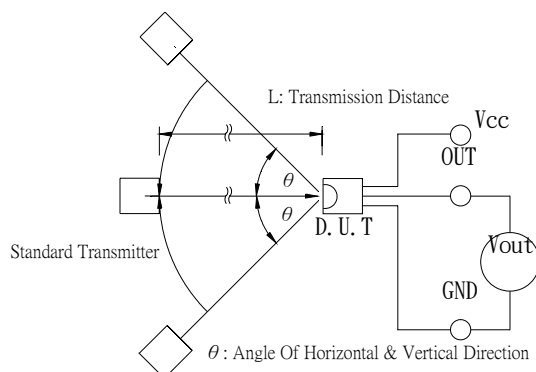 L: Transmission Distance
Vcc
OUT
θ
θ
D.U.T
Standard Transmitter
Vout
GND
θ : Angle Of Horizontal & Vertical Direction